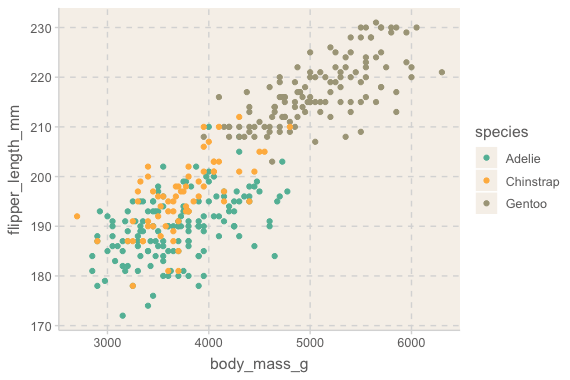 230
220
210
200
190
180
170
flipper_length_mm
3000 4000 5000 6000
body_mass_g
species
Adelie
Chinstrap
Gentoo